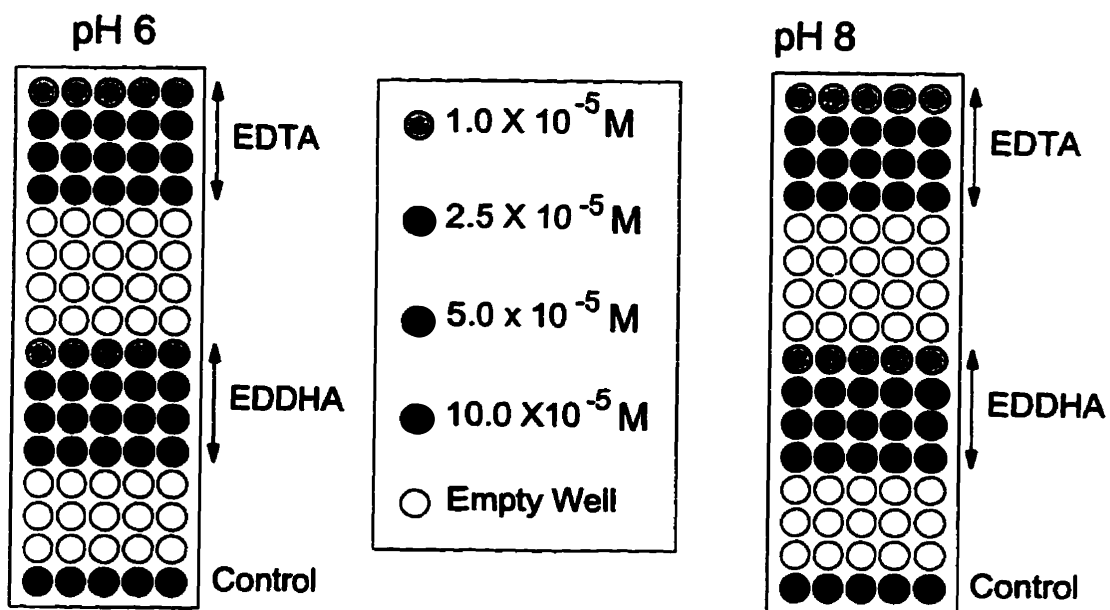 pH 6
EDTA
EDDHA
Control
1.0 X 10⁻⁵ M
2.5 X 10⁻⁵ M
5.0 x 10⁻⁵ M
10.0 X10⁻⁵ M
Empty Well
pH 8
EDTA
EDDHA
Control